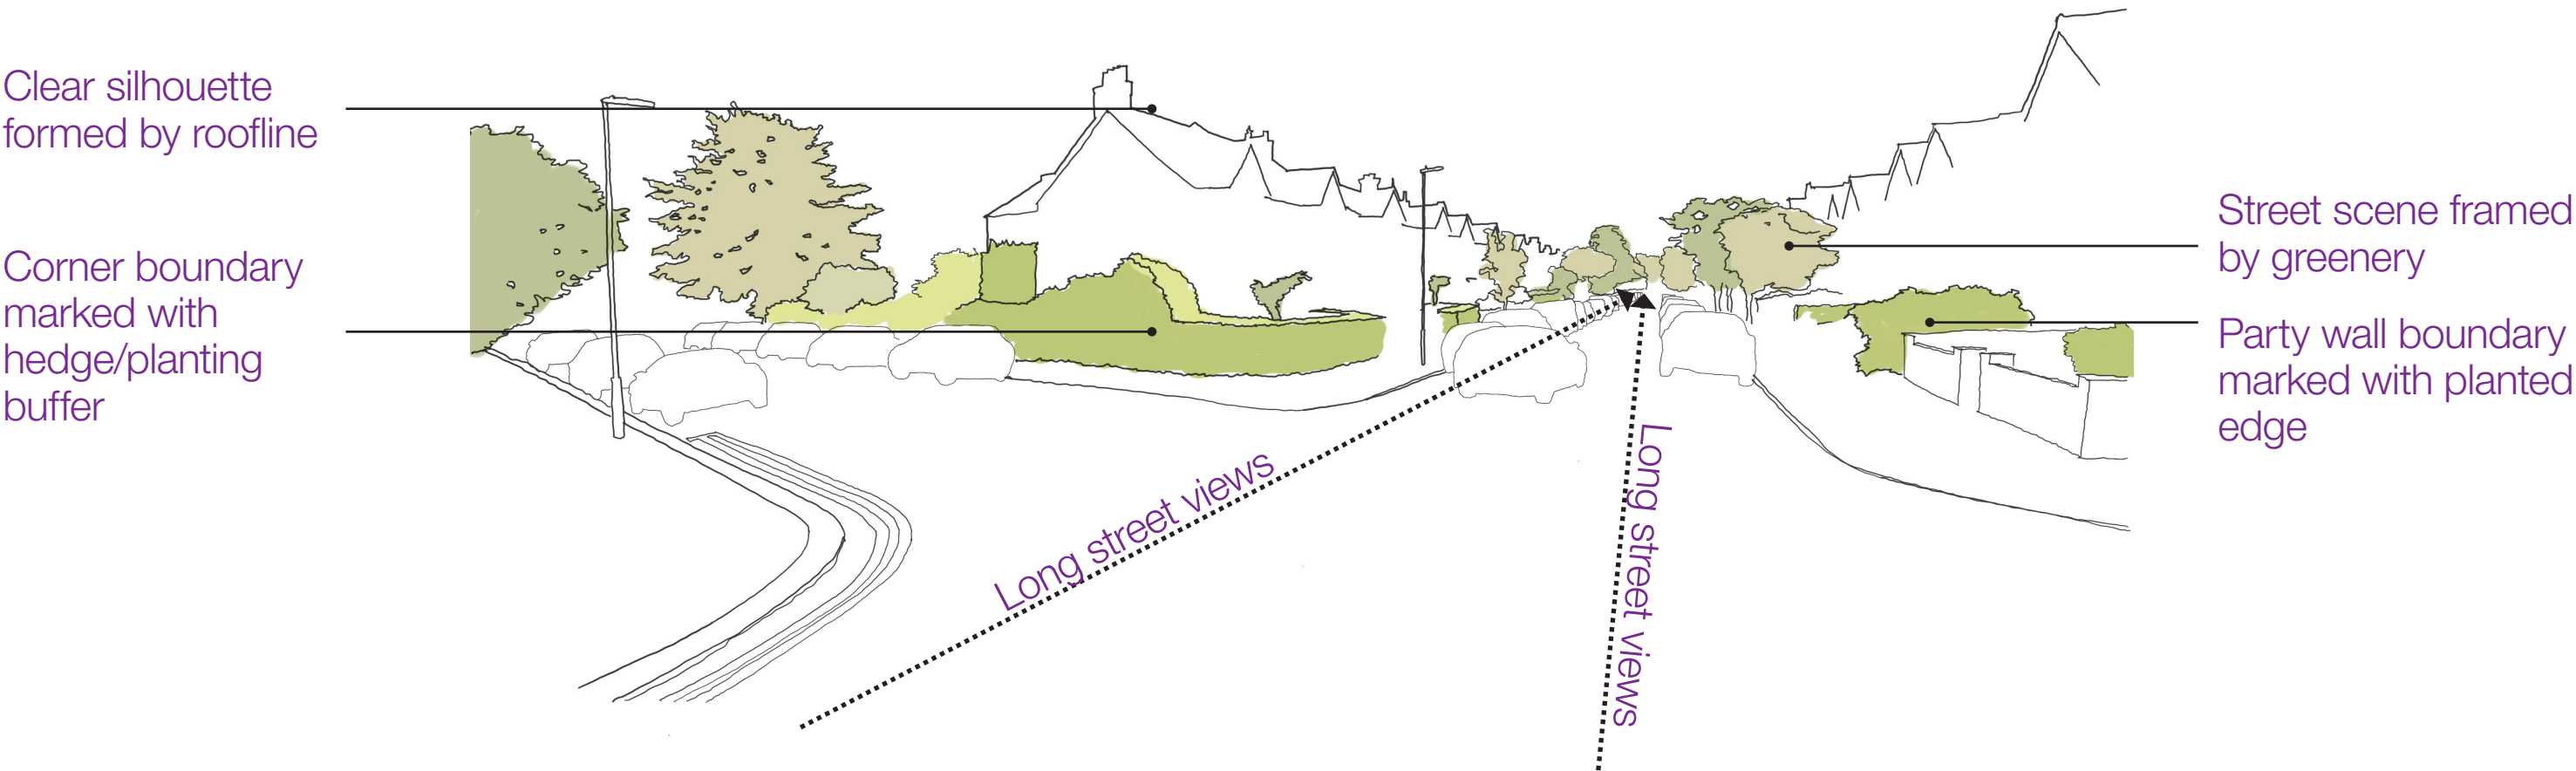 Clear silhouette
formed by roofline
Corner boundary
marked with
hedge/planting
buffer
Long street views
Long street views
Street scene framed
by greenery
Party wall boundary
marked with planted
edge